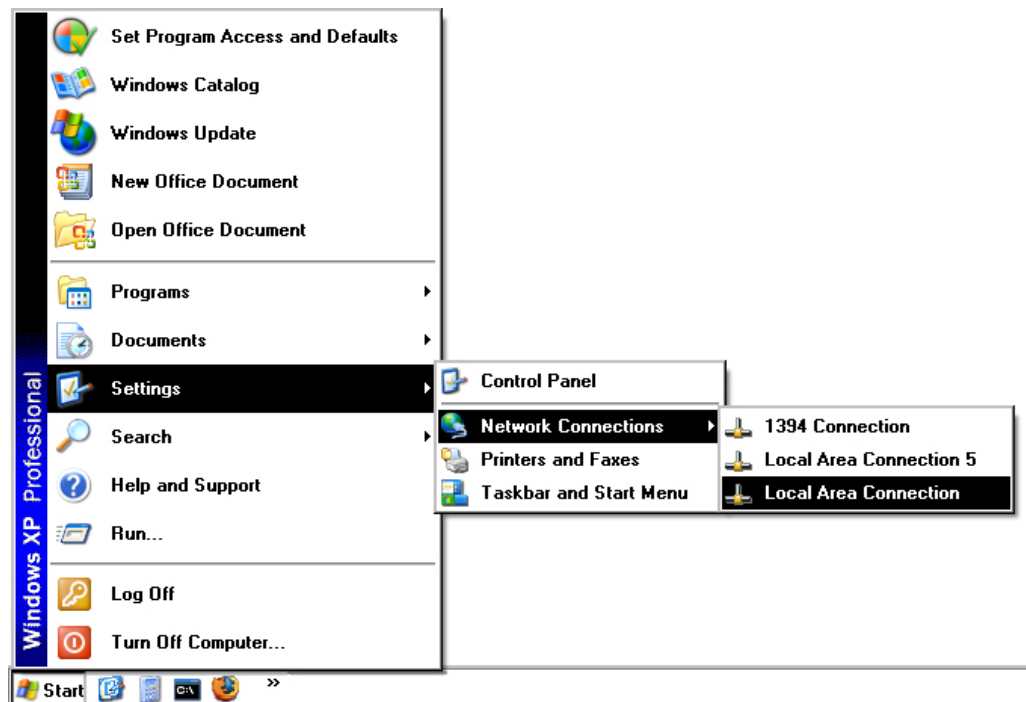 Set Program Access and Defaults
Windows Catalog
Windows Update
New Office Document
Open Office Document
Programs
Documents
Settings
Search
Help and Support
Run...
Log Off
Turn Off Computer...
Windows XP Professional
Control Panel
Network Connections
Printers and Faxes
Taskbar and Start Menu
1394 Connection
Local Area Connection 5
Local Area Connection
Start
C:\
»